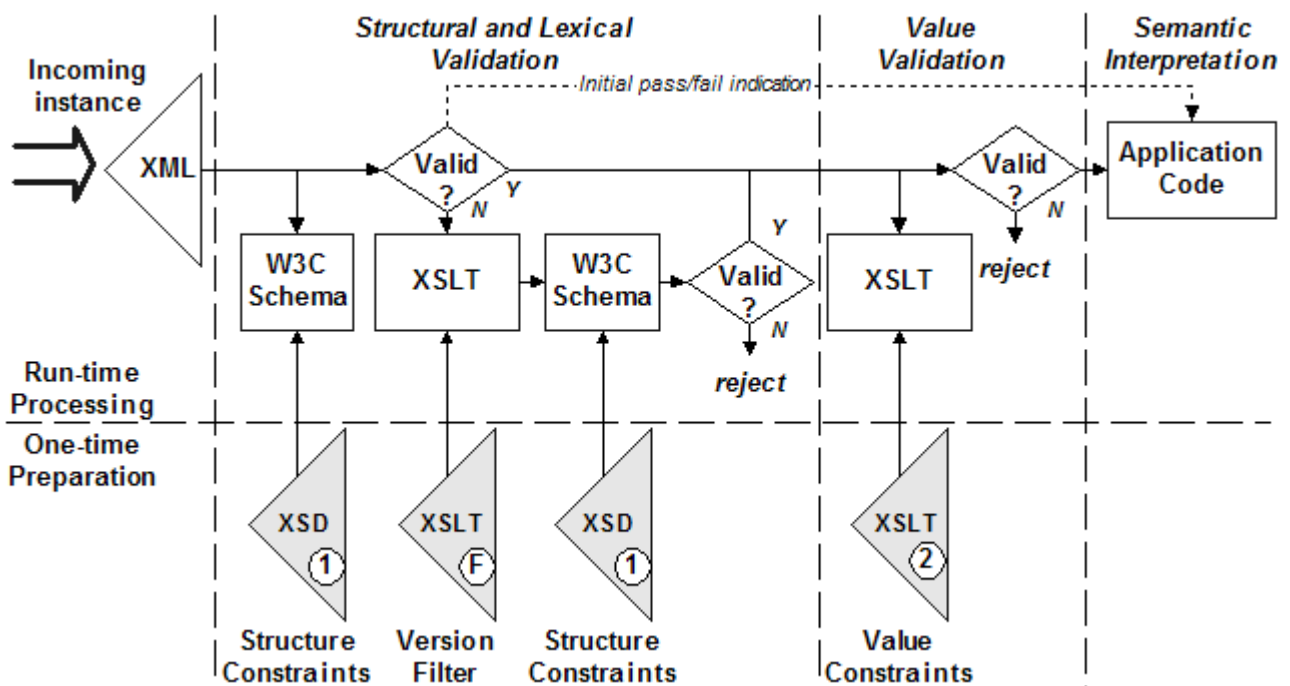 Structural and Lexical
Validation
Value
Validation
Semantic
Interpretation
Incoming
instance
Initial pass/fail indication
XML
Valid
?
Y
N
Valid
?
N
reject
Application
Code
W3C
Schema
XSLT
W3C
Schema
Y
Valid
?
N
reject
XSLT
Run-time
Processing
One-time
Preparation
XSD
1
XSLT
F
XSD
1
XSLT
2
Structure
Constraints
Version
Filter
Structure
Constraints
Value
Constraints